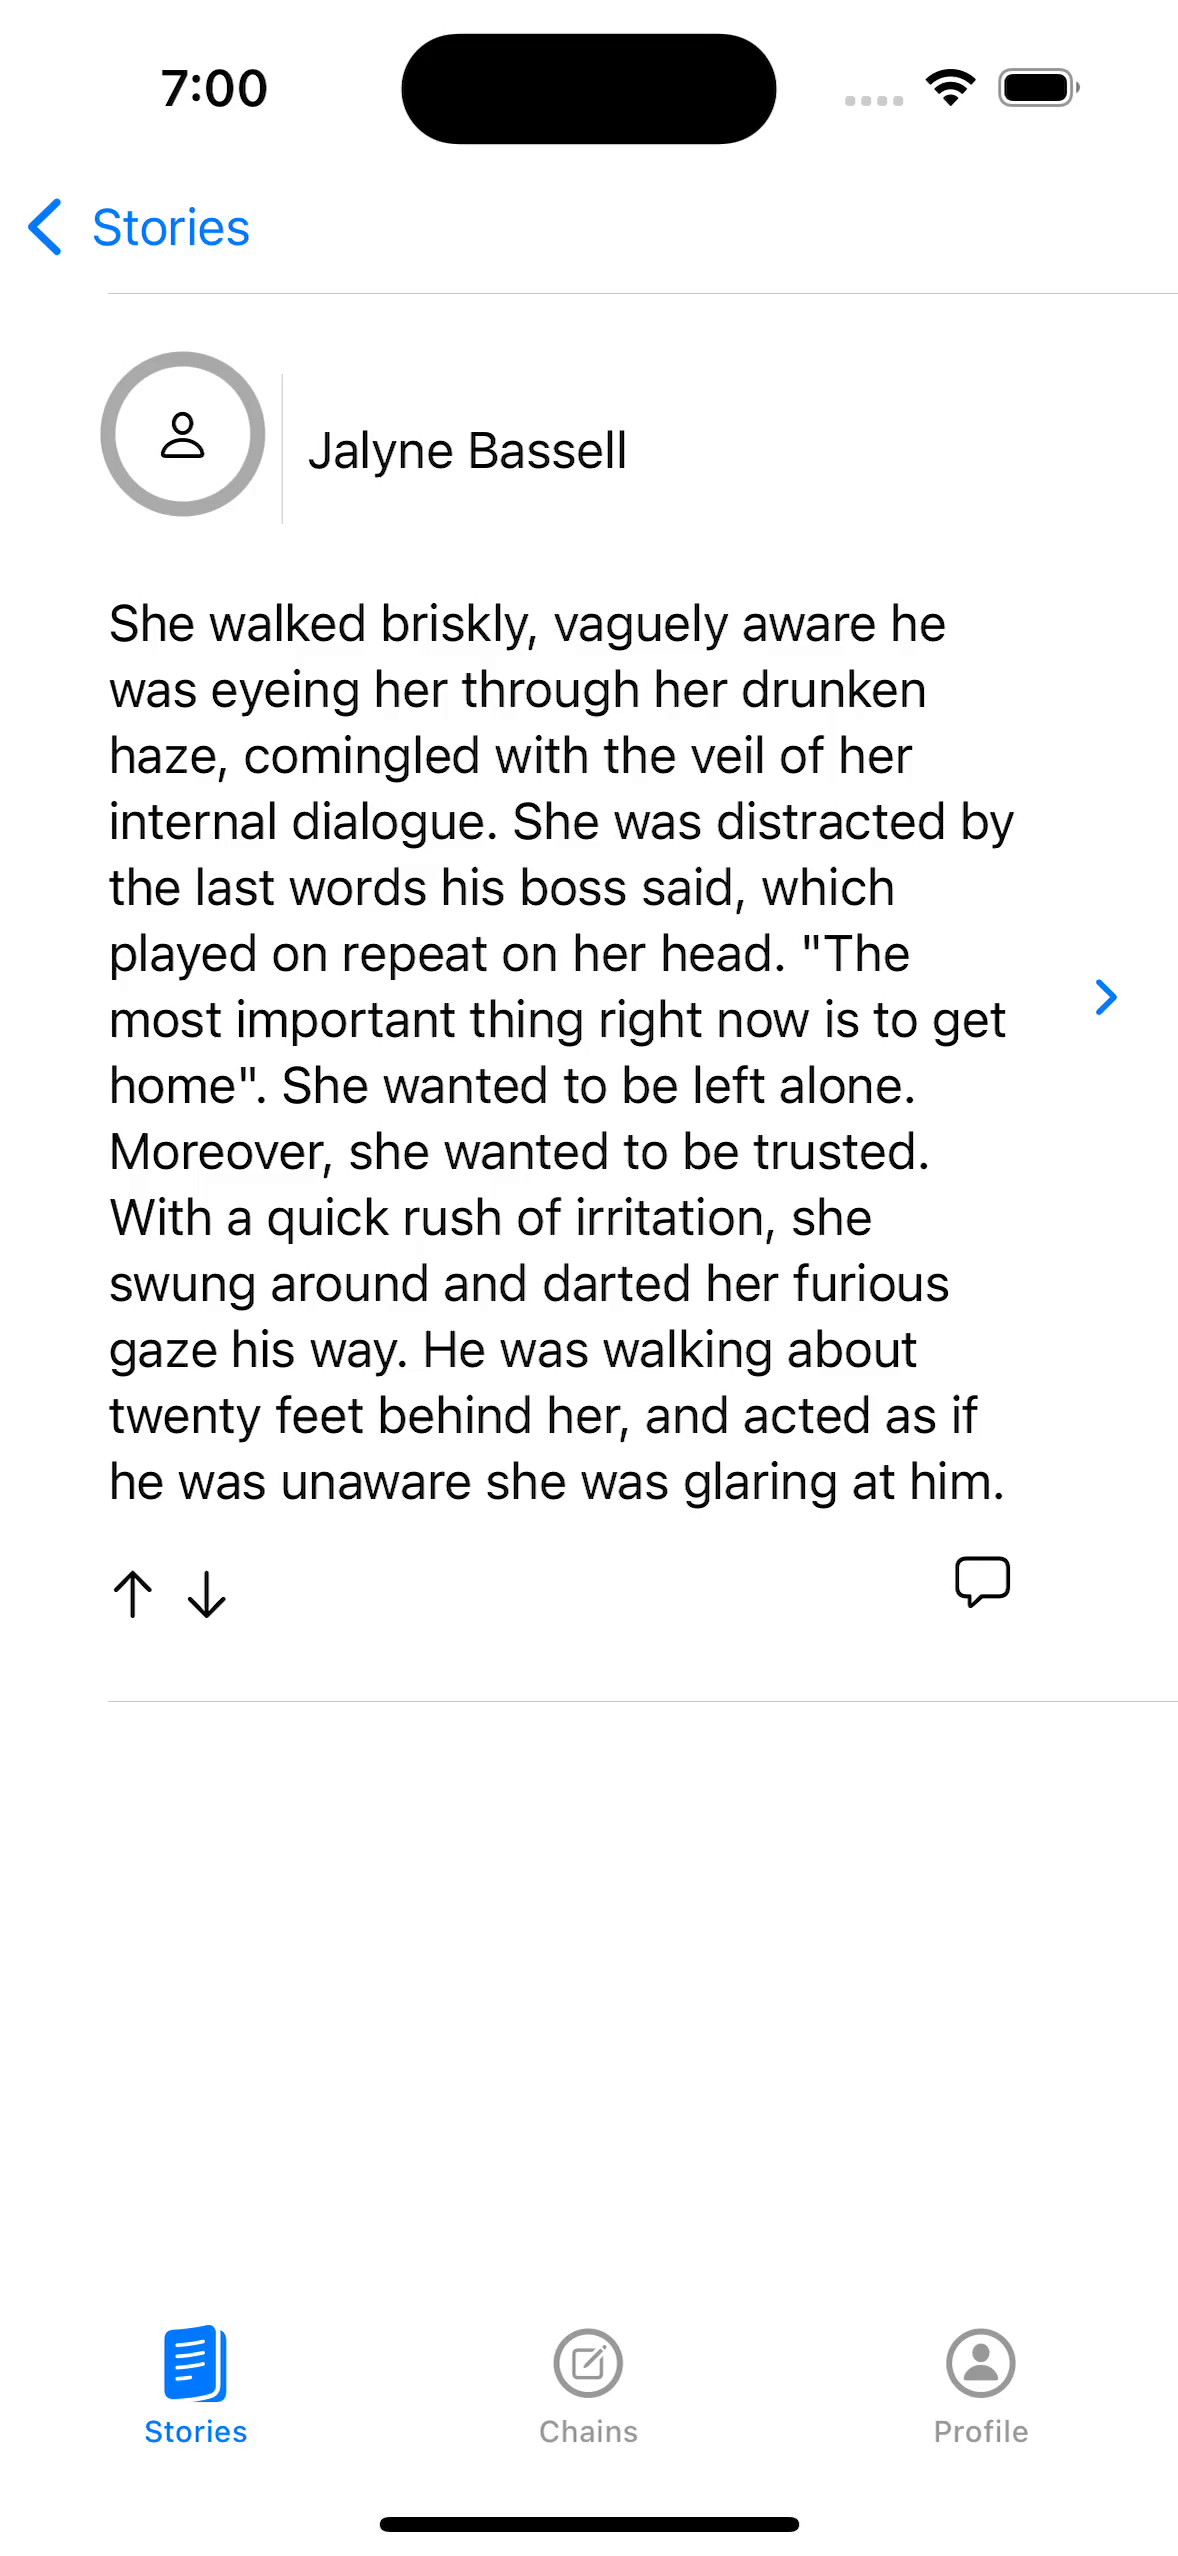 7:00
Stories
Jalyne Bassell
She walked briskly, vaguely aware he
was eyeing her through her drunken
haze, comingled with the veil of her
internal dialogue. She was distracted by
the last words his boss said, which
played on repeat on her head. "The
most important thing right now is to get
home". She wanted to be left alone.
Moreover, she wanted to be trusted.
With a quick rush of irritation, she
swung around and darted her furious
gaze his way. He was walking about
twenty feet behind her, and acted as if
he was unaware she was glaring at him.
Stories
Chains
Profile